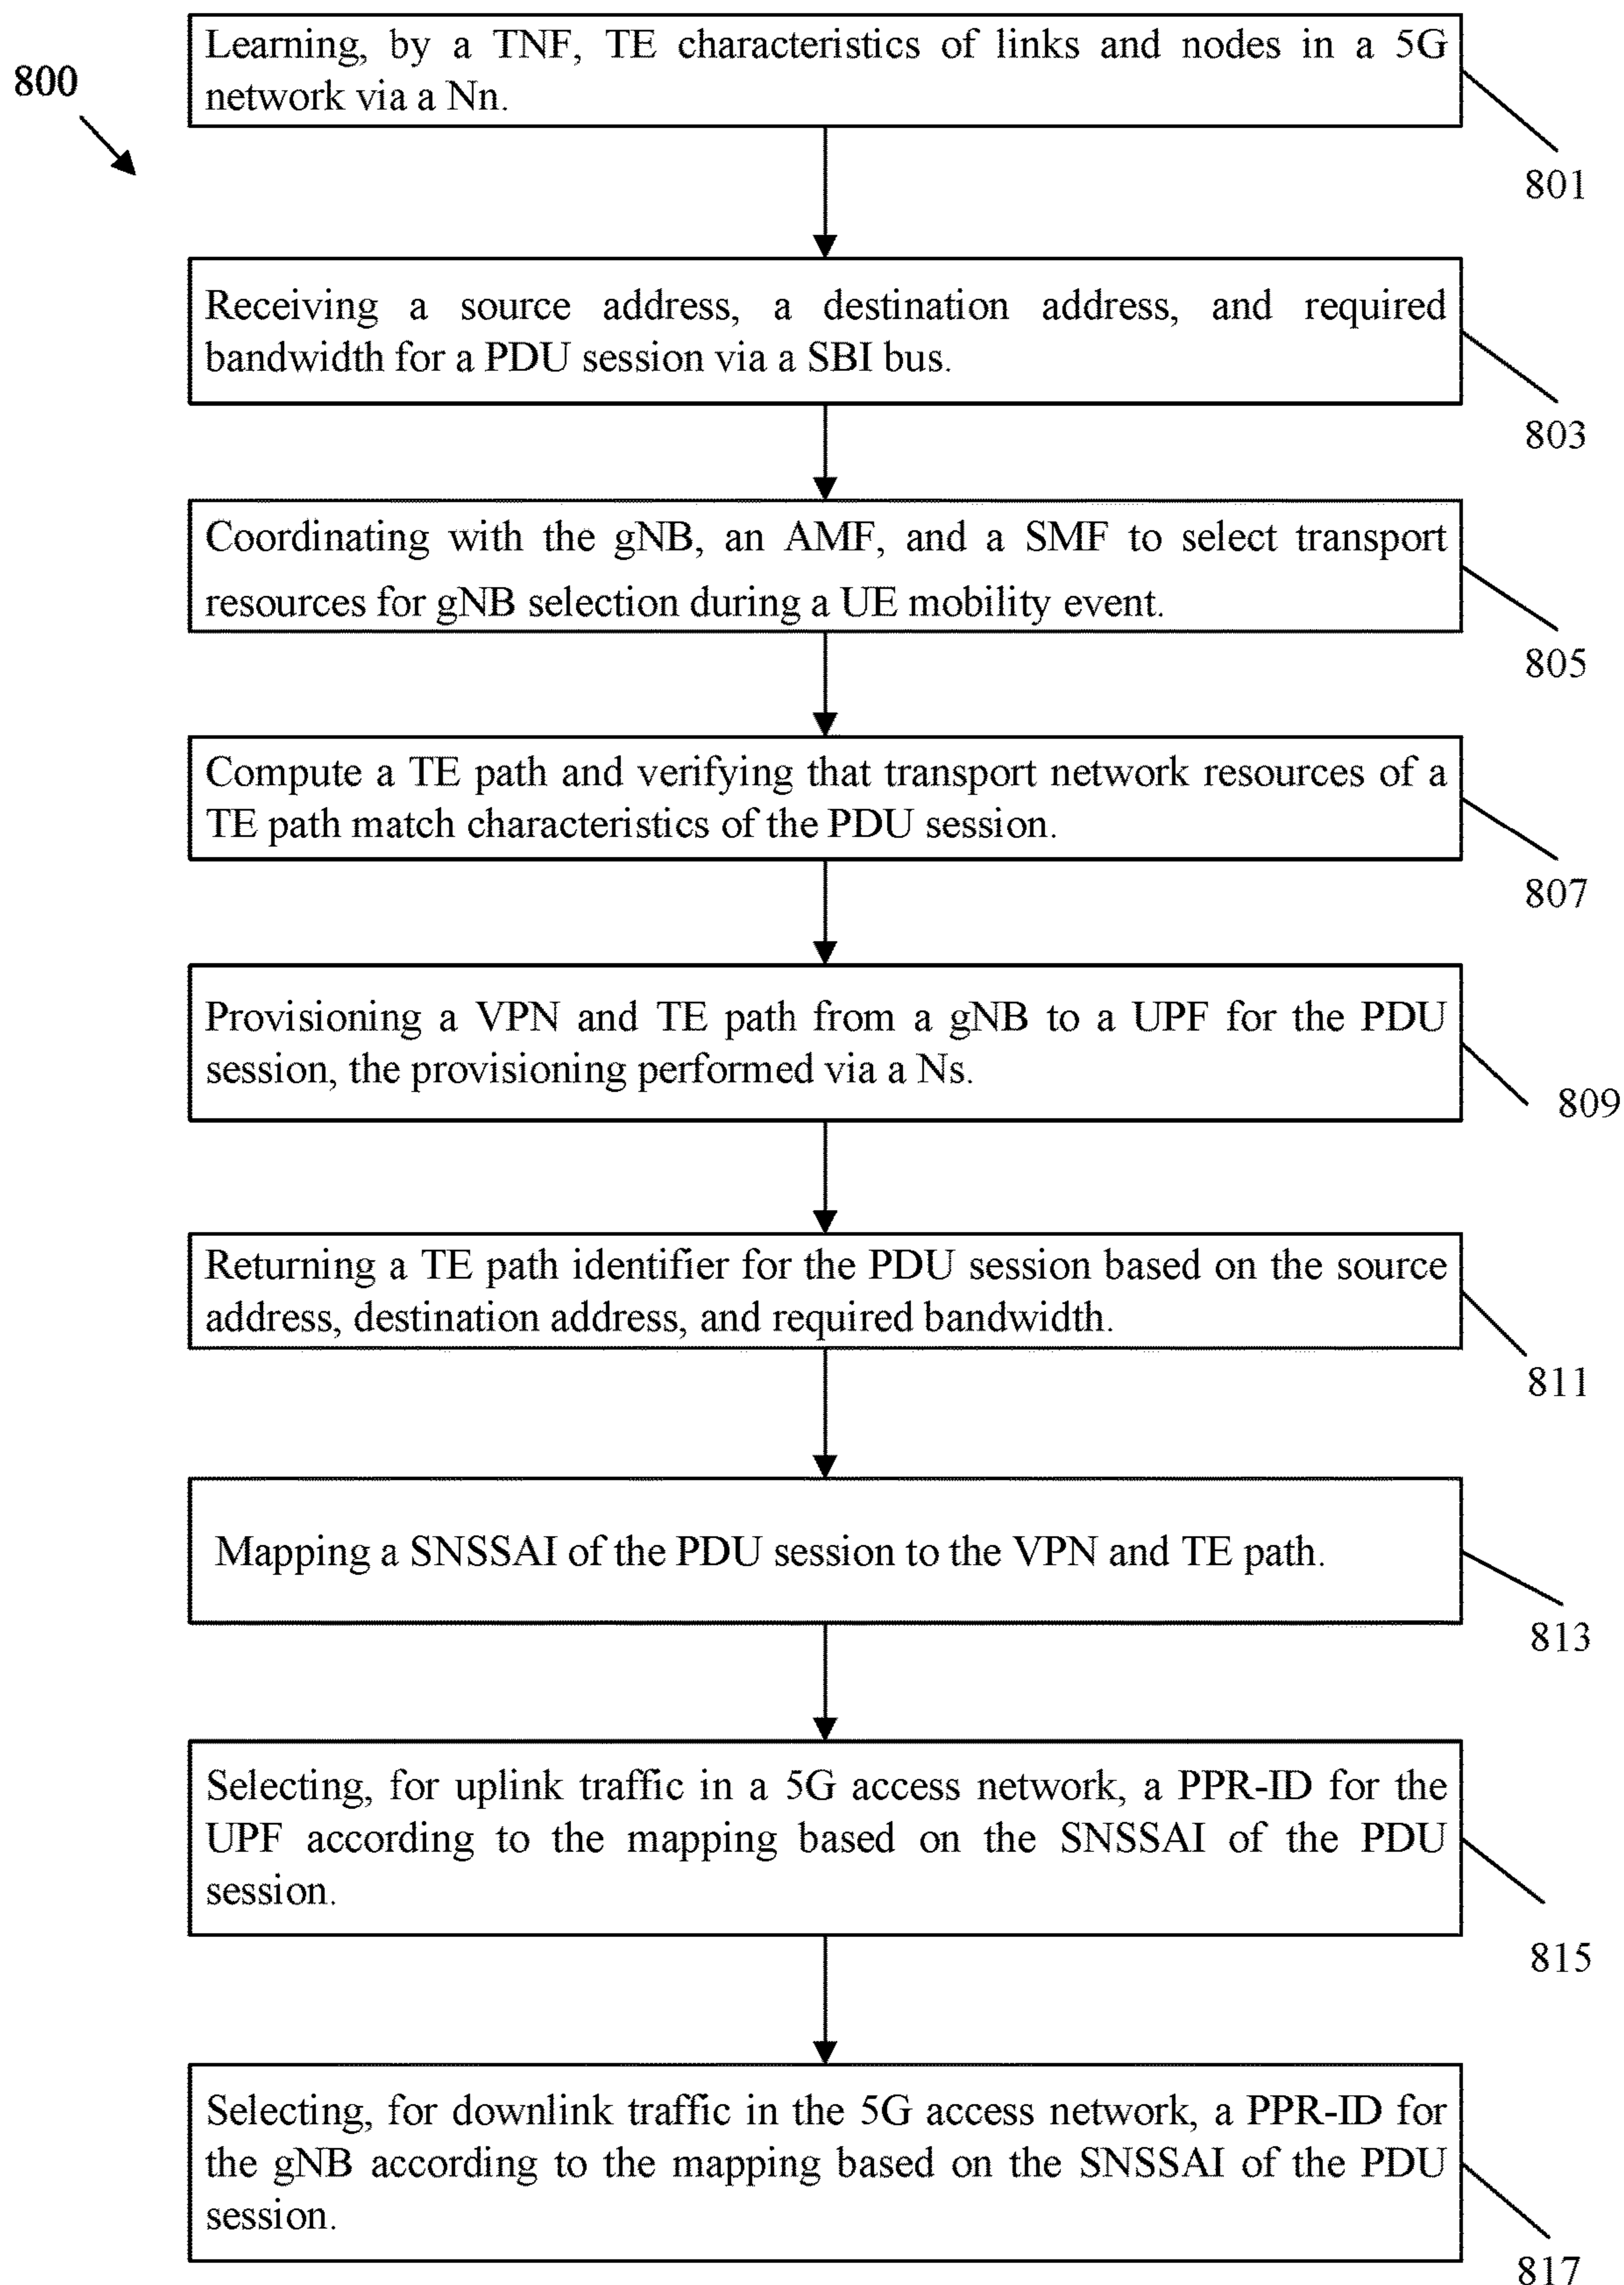 800
Learning, by a TNF, TE characteristics of links and nodes in a 5G
network via a Nn.
801
Receiving a source address, a destination address, and required
bandwidth for a PDU session via a SBI bus.
803
Coordinating with the gNB, an AMF, and a SMF to select transport
resources for gNB selection during a UE mobility event.
805
Compute a TE path and verifying that transport network resources of a
TE path match characteristics of the PDU session.
807
Provisioning a VPN and TE path from a gNB to a UPF for the PDU
session, the provisioning performed via a Ns.
809
Returning a TE path identifier for the PDU session based on the source
address, destination address, and required bandwidth.
811
Mapping a SNSSAI of the PDU session to the VPN and TE path.
813
Selecting, for uplink traffic in a 5G access network, a PPR-ID for the
UPF according to the mapping based on the SNSSAI of the PDU
session.
815
Selecting, for downlink traffic in the 5G access network, a PPR-ID for
the gNB according to the mapping based on the SNSSAI of the PDU
session.
817